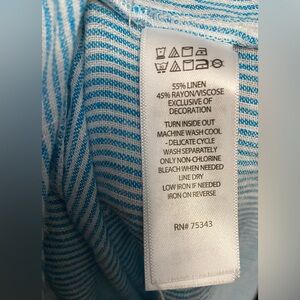 55% LINEN
45% RAYON/VISCOSE
EXCLUSIVE OF
DECORATION
TURN INSIDE OUT
MACHINE WASH COOL
- DELICATE CYCLE
WASH SEPARATELY
ONLY NON-CHLORINE
BLEACH WHEN NEEDED
LINE DRY
LOW IRON IF NEEDED
IRON ON REVERSE
RN# 75343